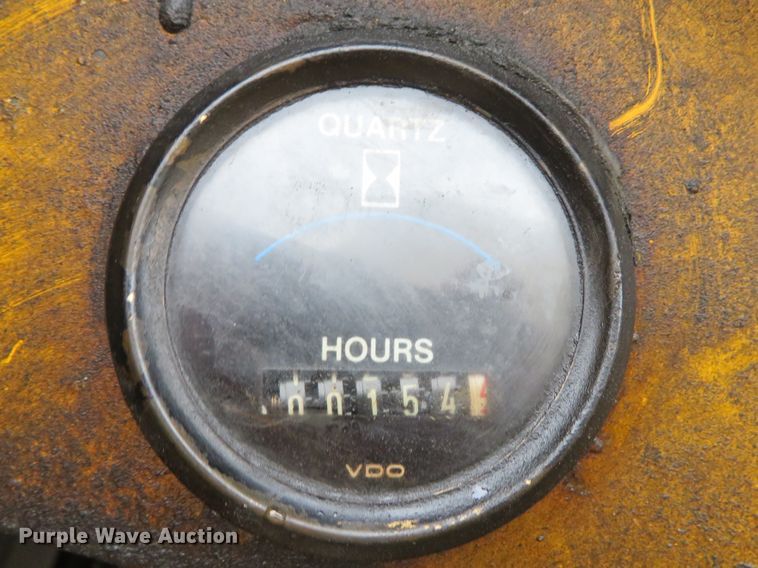 QUARTZ
HOURS
00154
VDO
Purple Wave Auction